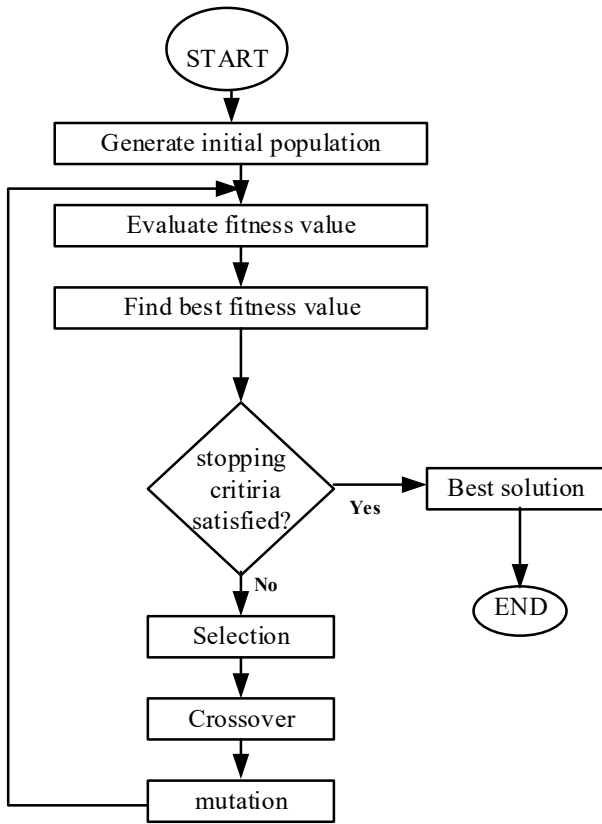 START
Generate initial population
Evaluate fitness value
Find best fitness value
stopping
critiria
satisfied?
Yes
Best solution
No
END
Selection
Crossover
mutation